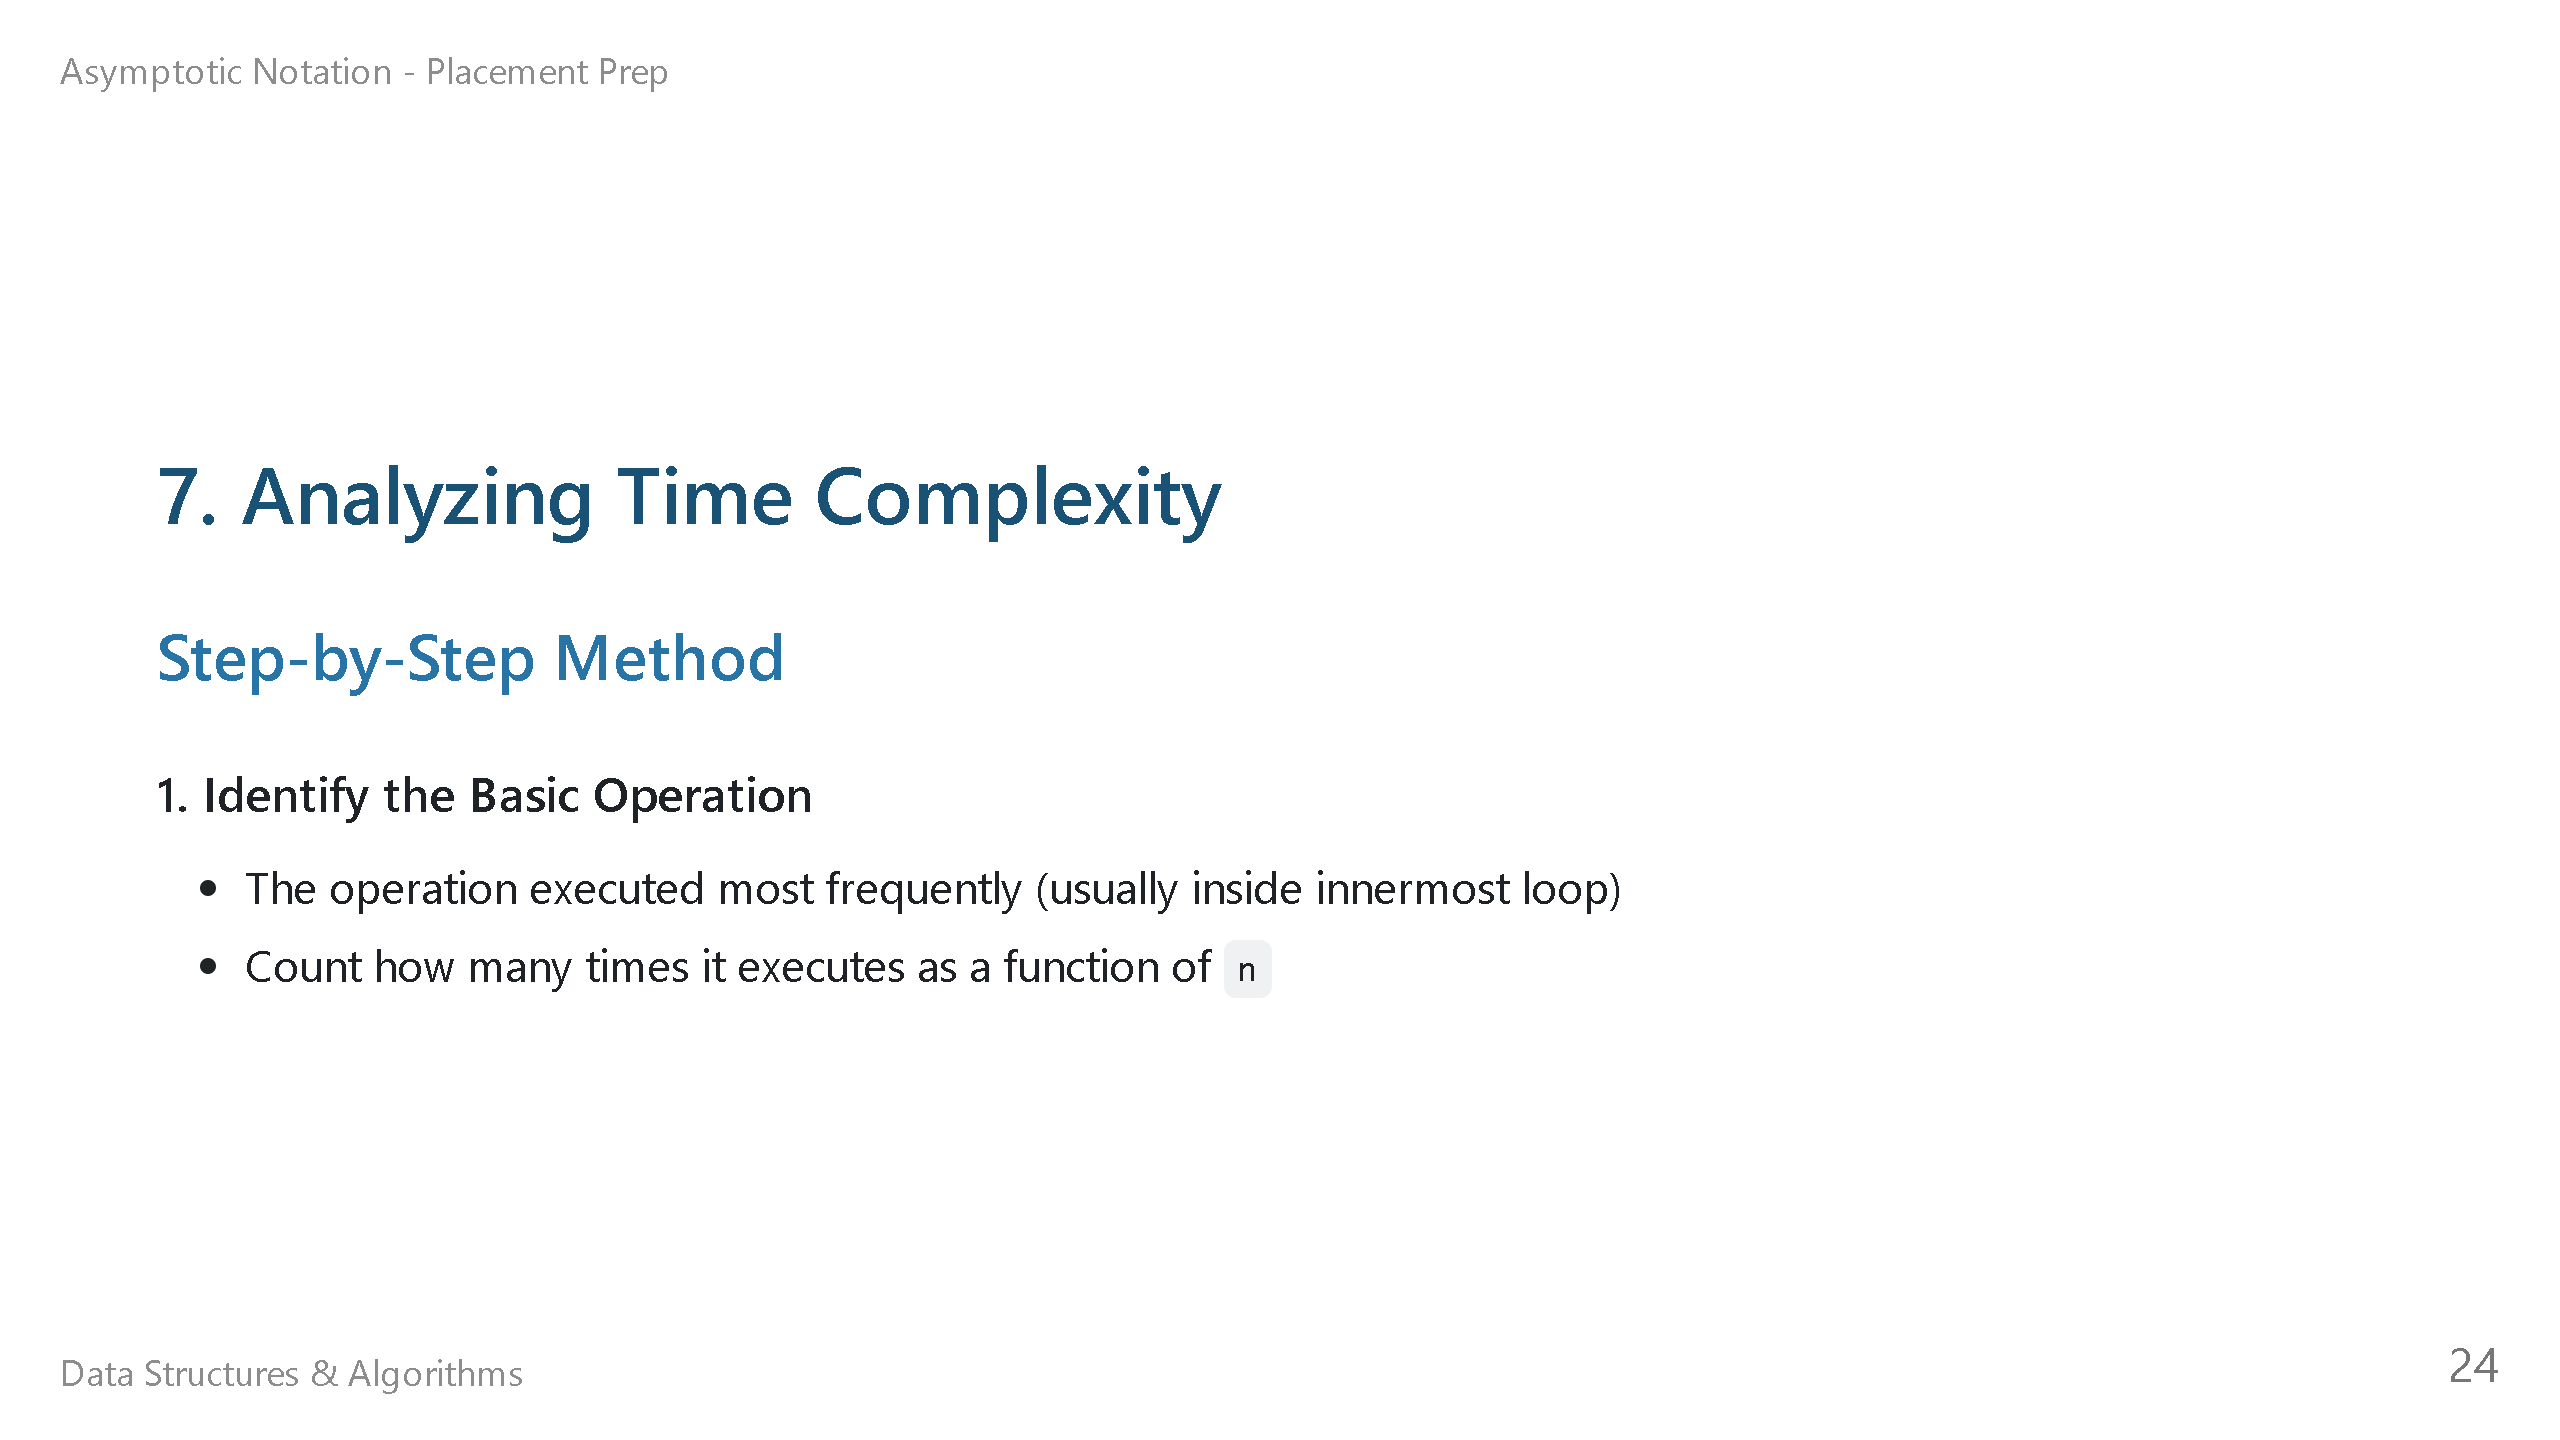 Asymptotic Notation - Placement Prep
7. Analyzing Time Complexity
Step-by-Step Method
1. Identify the Basic Operation
• The operation executed most frequently (usually inside innermost loop)
• Count how many times it executes as a function of n
Data Structures & Algorithms
24